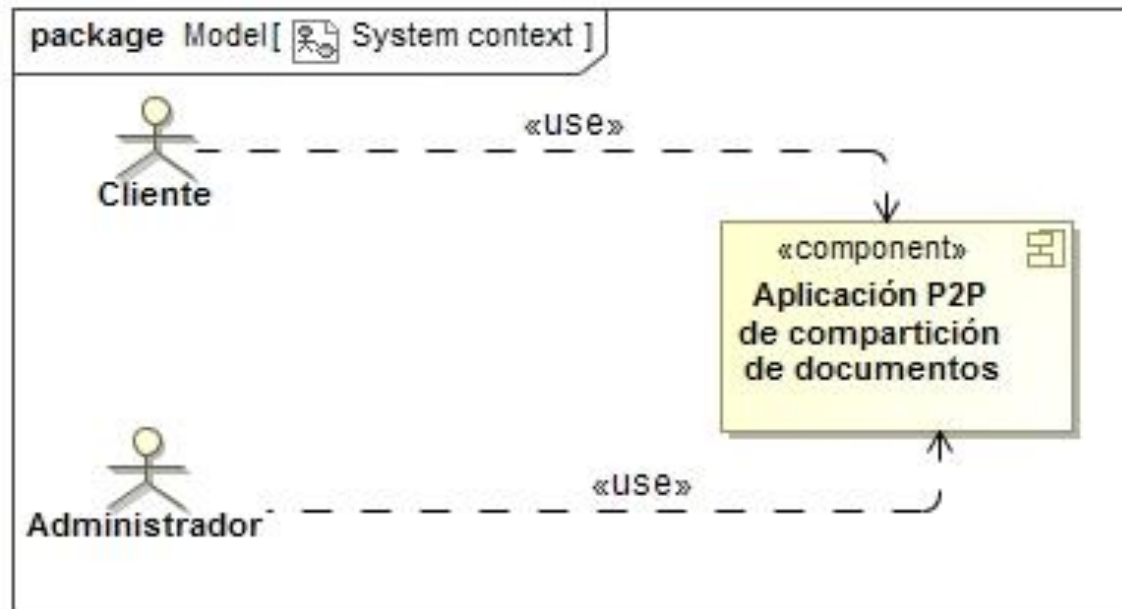 package Model[ System context ]
«use»
Cliente
«component»
Aplicación P2P
de compartición
de documentos
«use»
Administrador